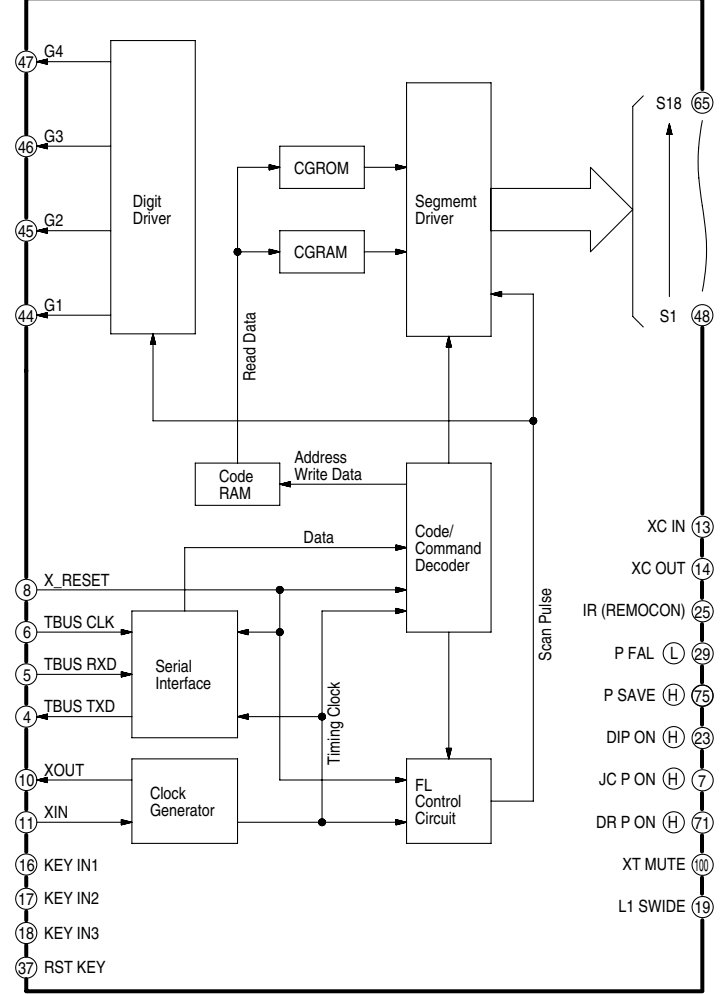 47 G4
46 G3
45 G2
44 G1
Digit
Driver
CGROM
CGRAM
Segmemt
Driver
S18 65
S1 48
Read Data
Code
RAM
Address
Write Data
Data
Code/
Command
Decoder
Scan Pulse
Timing Clock
8 X_RESET
6 TBUS CLK
5 TBUS RXD
4 TBUS TXD
Serial
Interface
10 XOUT
11 XIN
Clock
Generator
FL
Control
Circuit
16 KEY IN1
17 KEY IN2
18 KEY IN3
37 RST KEY
XC IN 13
XC OUT 14
IR (REMOCON) 25
P FAL L 29
P SAVE H 75
DIP ON H 23
JC P ON H 7
DR P ON H 71
XT MUTE 100
L1 SWIDE 19